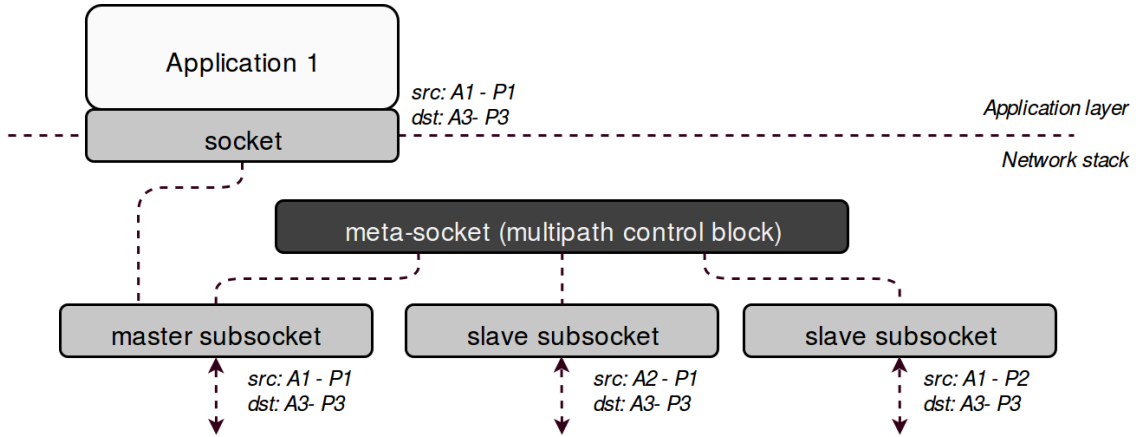 Application 1
src: A1 - P1
dst: A3- P3
Application layer
socket
Network stack
meta-socket (multipath control block)
master subsocket
slave subsocket
slave subsocket
src: A1 - P1
dst: A3- P3
src: A2 - P1
dst: A3- P3
src: A1 - P2
dst: A3- P3